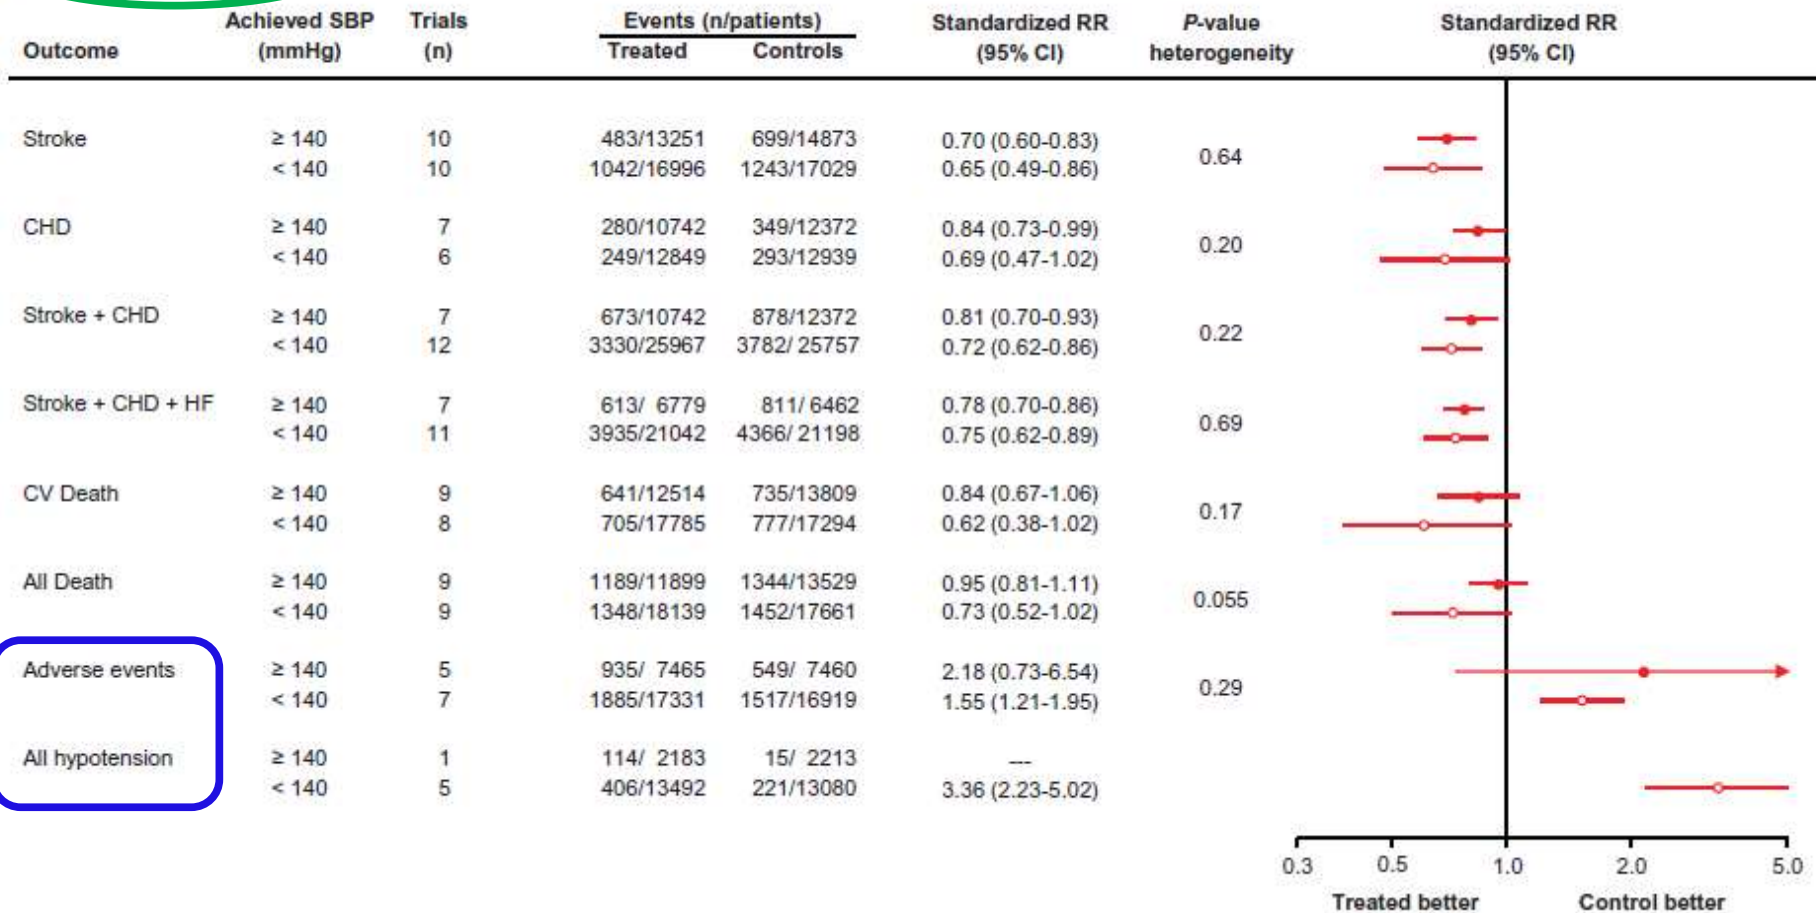 Achieved SBP Trials Events (n/patients) Standardized RR P-value Standardized RR
Outcome (mmHg) (n) Treated Controls (95% CI) heterogeneity (95% CI)
Stroke ≥ 140 10 483/13251 699/14873 0.70 (0.60-0.83)
0.64
< 140 10 1042/16996 1243/17029 0.65 (0.49-0.86)
CHD ≥ 140 7 280/10742 349/12372 0.84 (0.73-0.99)
0.20
< 140 6 249/12849 293/12939 0.69 (0.47-1.02)
Stroke + CHD ≥ 140 7 673/10742 878/12372 0.81 (0.70-0.93)
0.22
< 140 12 3330/25967 3782/ 25757 0.72 (0.62-0.86)
Stroke + CHD + HF ≥ 140 7 613/ 6779 811/ 6462 0.78 (0.70-0.86)
0.69
< 140 11 3935/21042 4366/ 21198 0.75 (0.62-0.89)
CV Death ≥ 140 9 641/12514 735/13809 0.84 (0.67-1.06)
0.17
< 140 8 705/17785 777/17294 0.62 (0.38-1.02)
All Death ≥ 140 9 1189/11899 1344/13529 0.95 (0.81-1.11)
0.055
< 140 9 1348/18139 1452/17661 0.73 (0.52-1.02)
Adverse events ≥ 140 5 935/ 7465 549/ 7460 2.18 (0.73-6.54)
0.29
< 140 7 1885/17331 1517/16919 1.55 (1.21-1.95)
All hypotension ≥ 140 1 114/ 2183 15/ 2213 ---
< 140 5 406/13492 221/13080 3.36 (2.23-5.02)
0.3 0.5 1.0 2.0 5.0
Treated better Control better